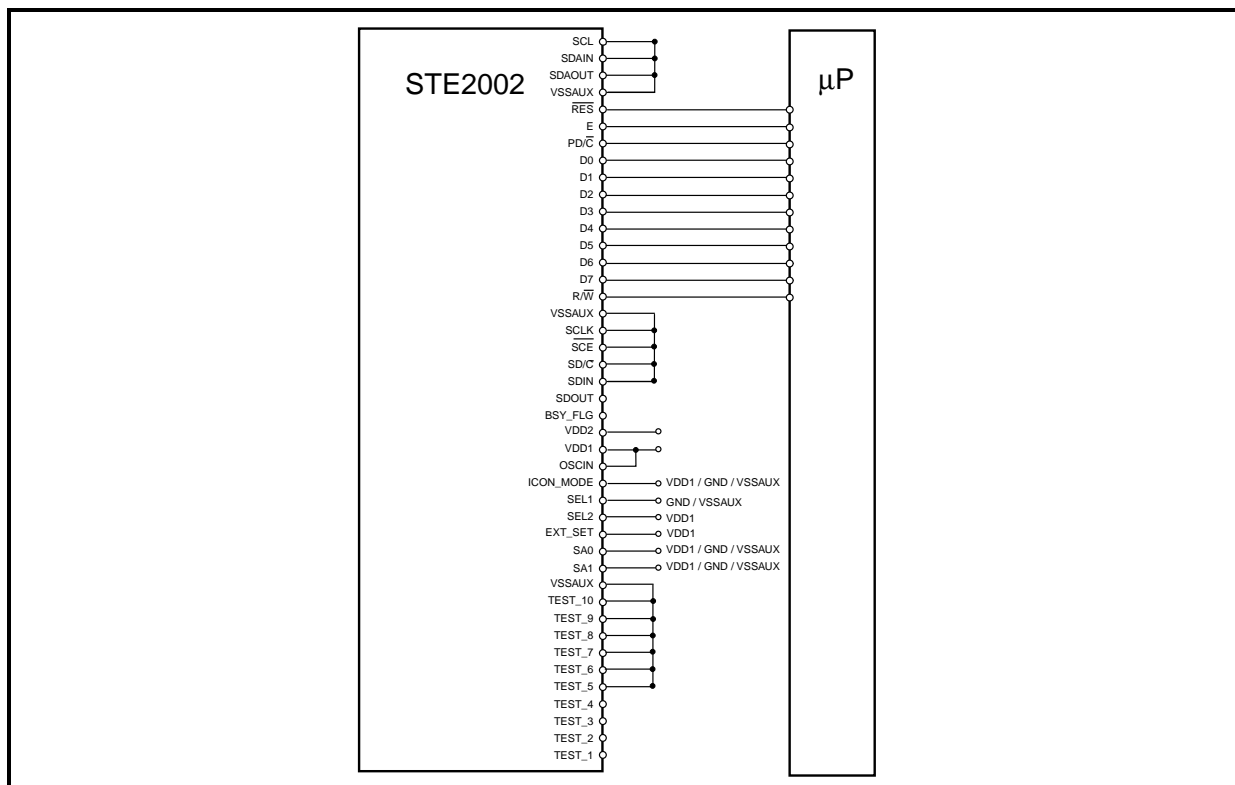 STE2002
μP
SCL
SDAIN
SDAOUT
VSSAUX
R̅E̅S̅
E
PD/C̅
D0
D1
D2
D3
D4
D5
D6
D7
R/W̅
VSSAUX
SCLK
S̅C̅E̅
SD/C̅
SDIN
SDOUT
BSY_FLG
VDD2
VDD1
OSCIN
ICON_MODE VDD1 / GND / VSSAUX
SEL1 GND / VSSAUX
SEL2 VDD1
EXT_SET VDD1
SA0 VDD1 / GND / VSSAUX
SA1 VDD1 / GND / VSSAUX
VSSAUX
TEST_10
TEST_9
TEST_8
TEST_7
TEST_6
TEST_5
TEST_4
TEST_3
TEST_2
TEST_1